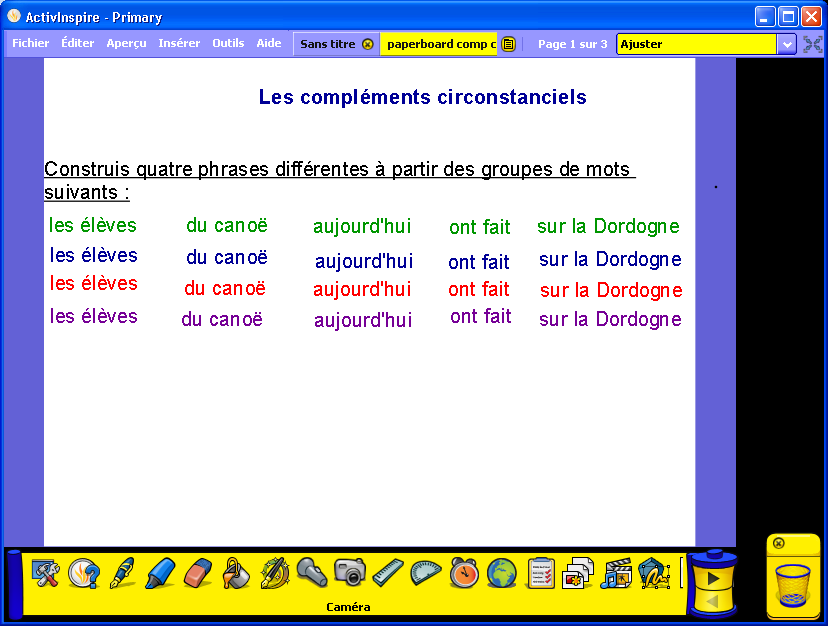 ActivInspire - Primary
Fichier Éditer Aperçu Insérer Outils Aide Sans titre paperboard comp c Page 1 sur 3 Ajuster
Les compléments circonstanciels
Construis quatre phrases différentes à partir des groupes de mots
suivants :
les élèves du canoë aujourd'hui ont fait sur la Dordogne
les élèves du canoë aujourd'hui ont fait sur la Dordogne
les élèves du canoë aujourd'hui ont fait sur la Dordogne
les élèves du canoë aujourd'hui ont fait sur la Dordogne
Caméra